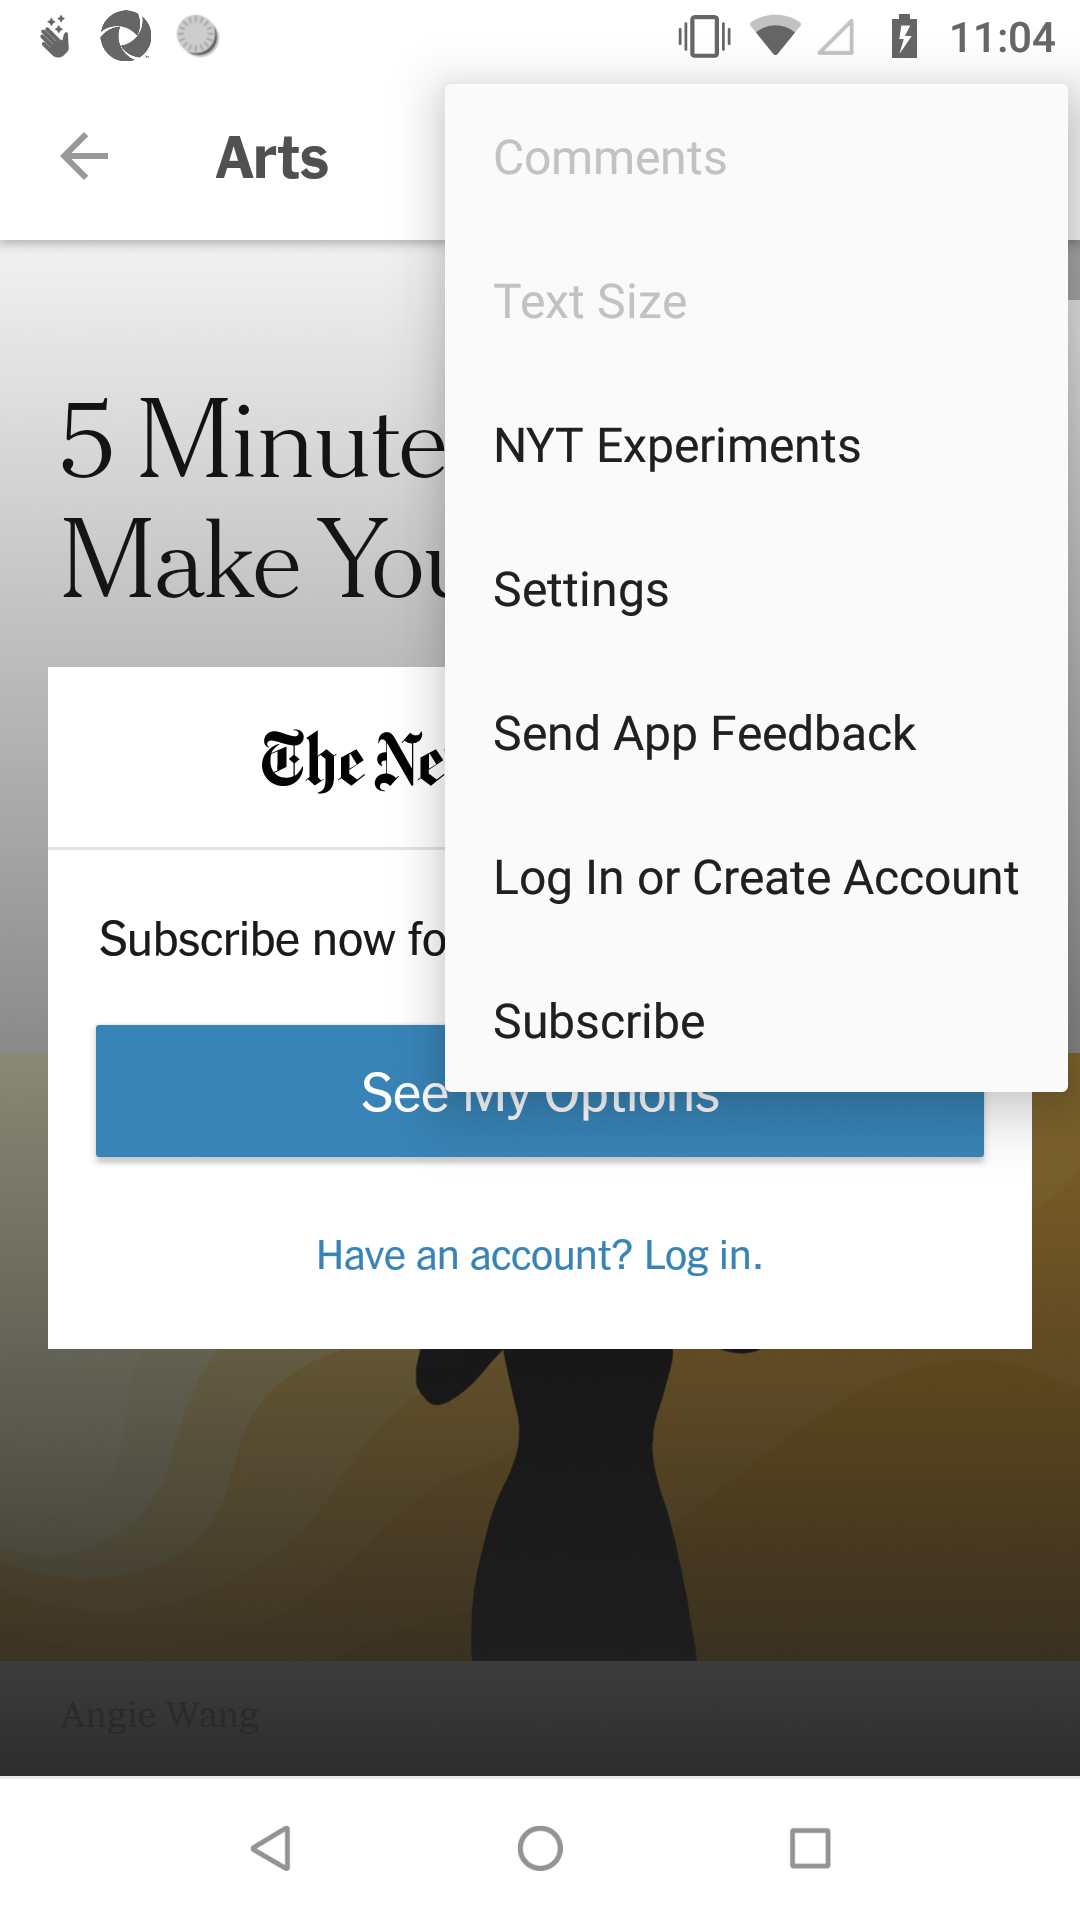 11:04
Arts
Comments
Text Size
NYT Experiments
Settings
Send App Feedback
Log In or Create Account
Subscribe
5 Minute
Make You
The Ne
Subscribe now fo
See My Options
Have an account? Log in.
Angie Wang